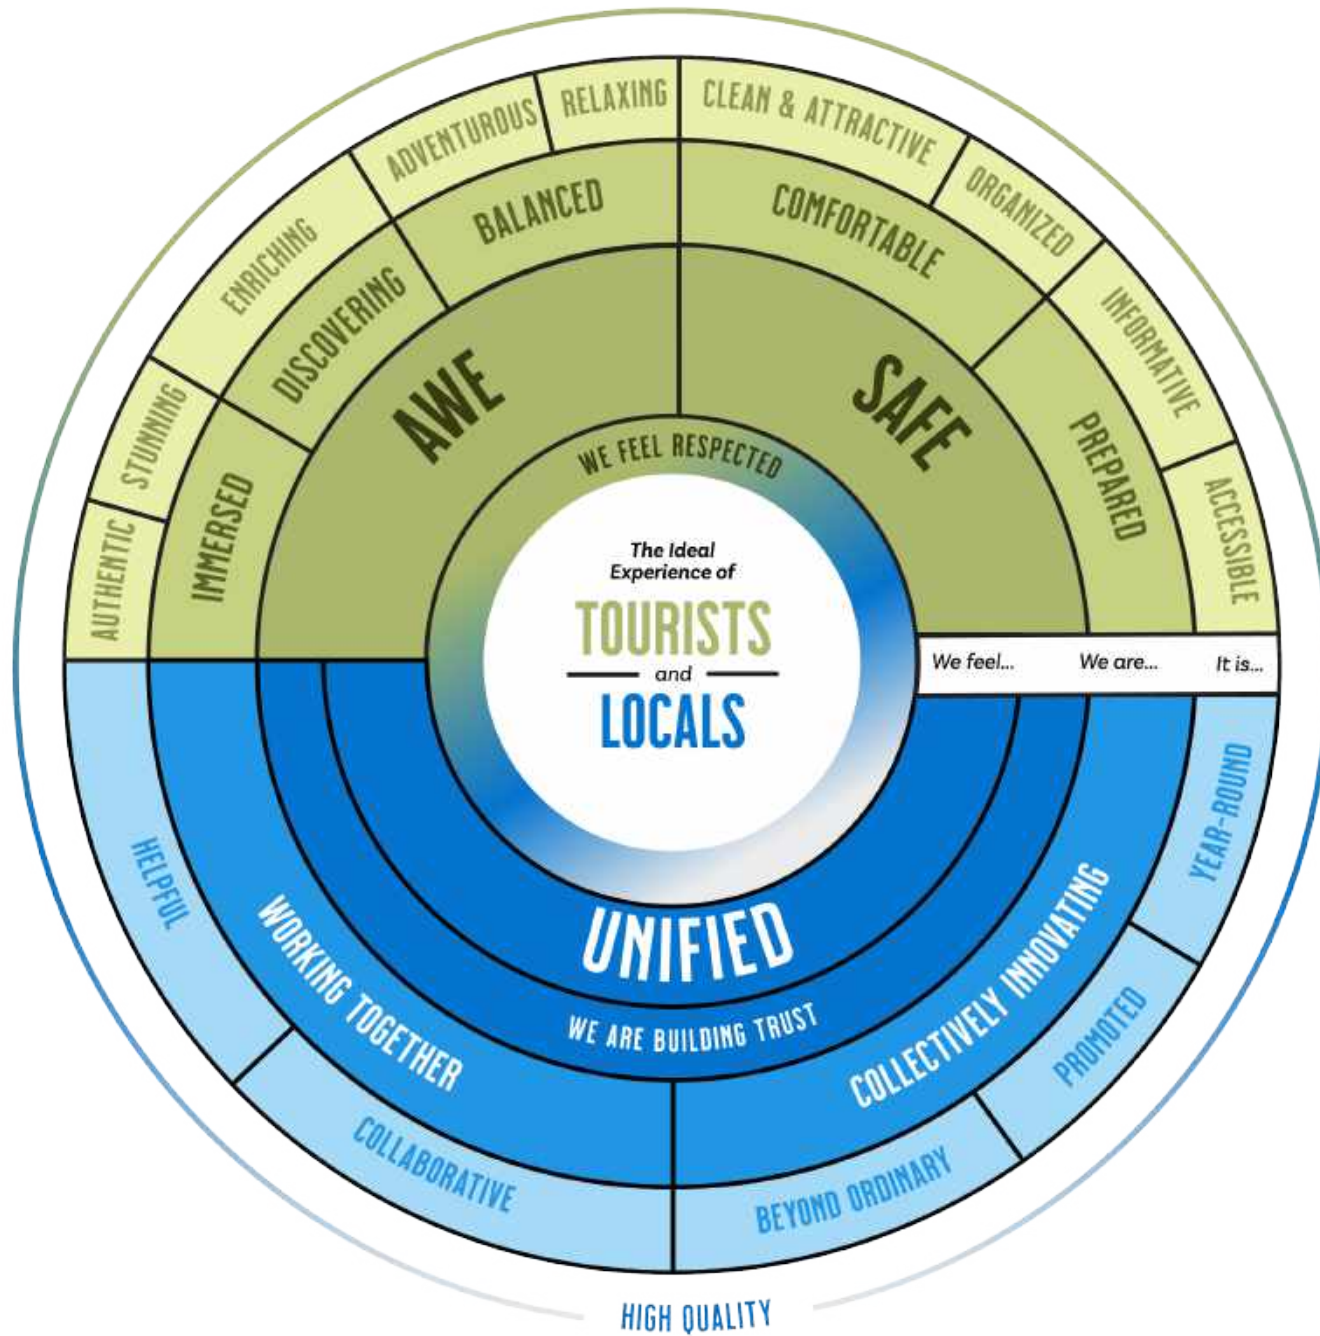 The Ideal
Experience of
TOURISTS
and
LOCALS
WE FEEL RESPECTED
We feel...
We are...
It is...
AWE
SAFE
IMMERSED
DISCOVERING
BALANCED
COMFORTABLE
PREPARED
AUTHENTIC
STUNNING
ENRICHING
ADVENTUROUS
RELAXING
CLEAN & ATTRACTIVE
ORGANIZED
INFORMATIVE
ACCESSIBLE
UNIFIED
WE ARE BUILDING TRUST
WORKING TOGETHER
COLLECTIVELY INNOVATING
HELPFUL
COLLABORATIVE
BEYOND ORDINARY
PROMOTED
YEAR-ROUND
HIGH QUALITY